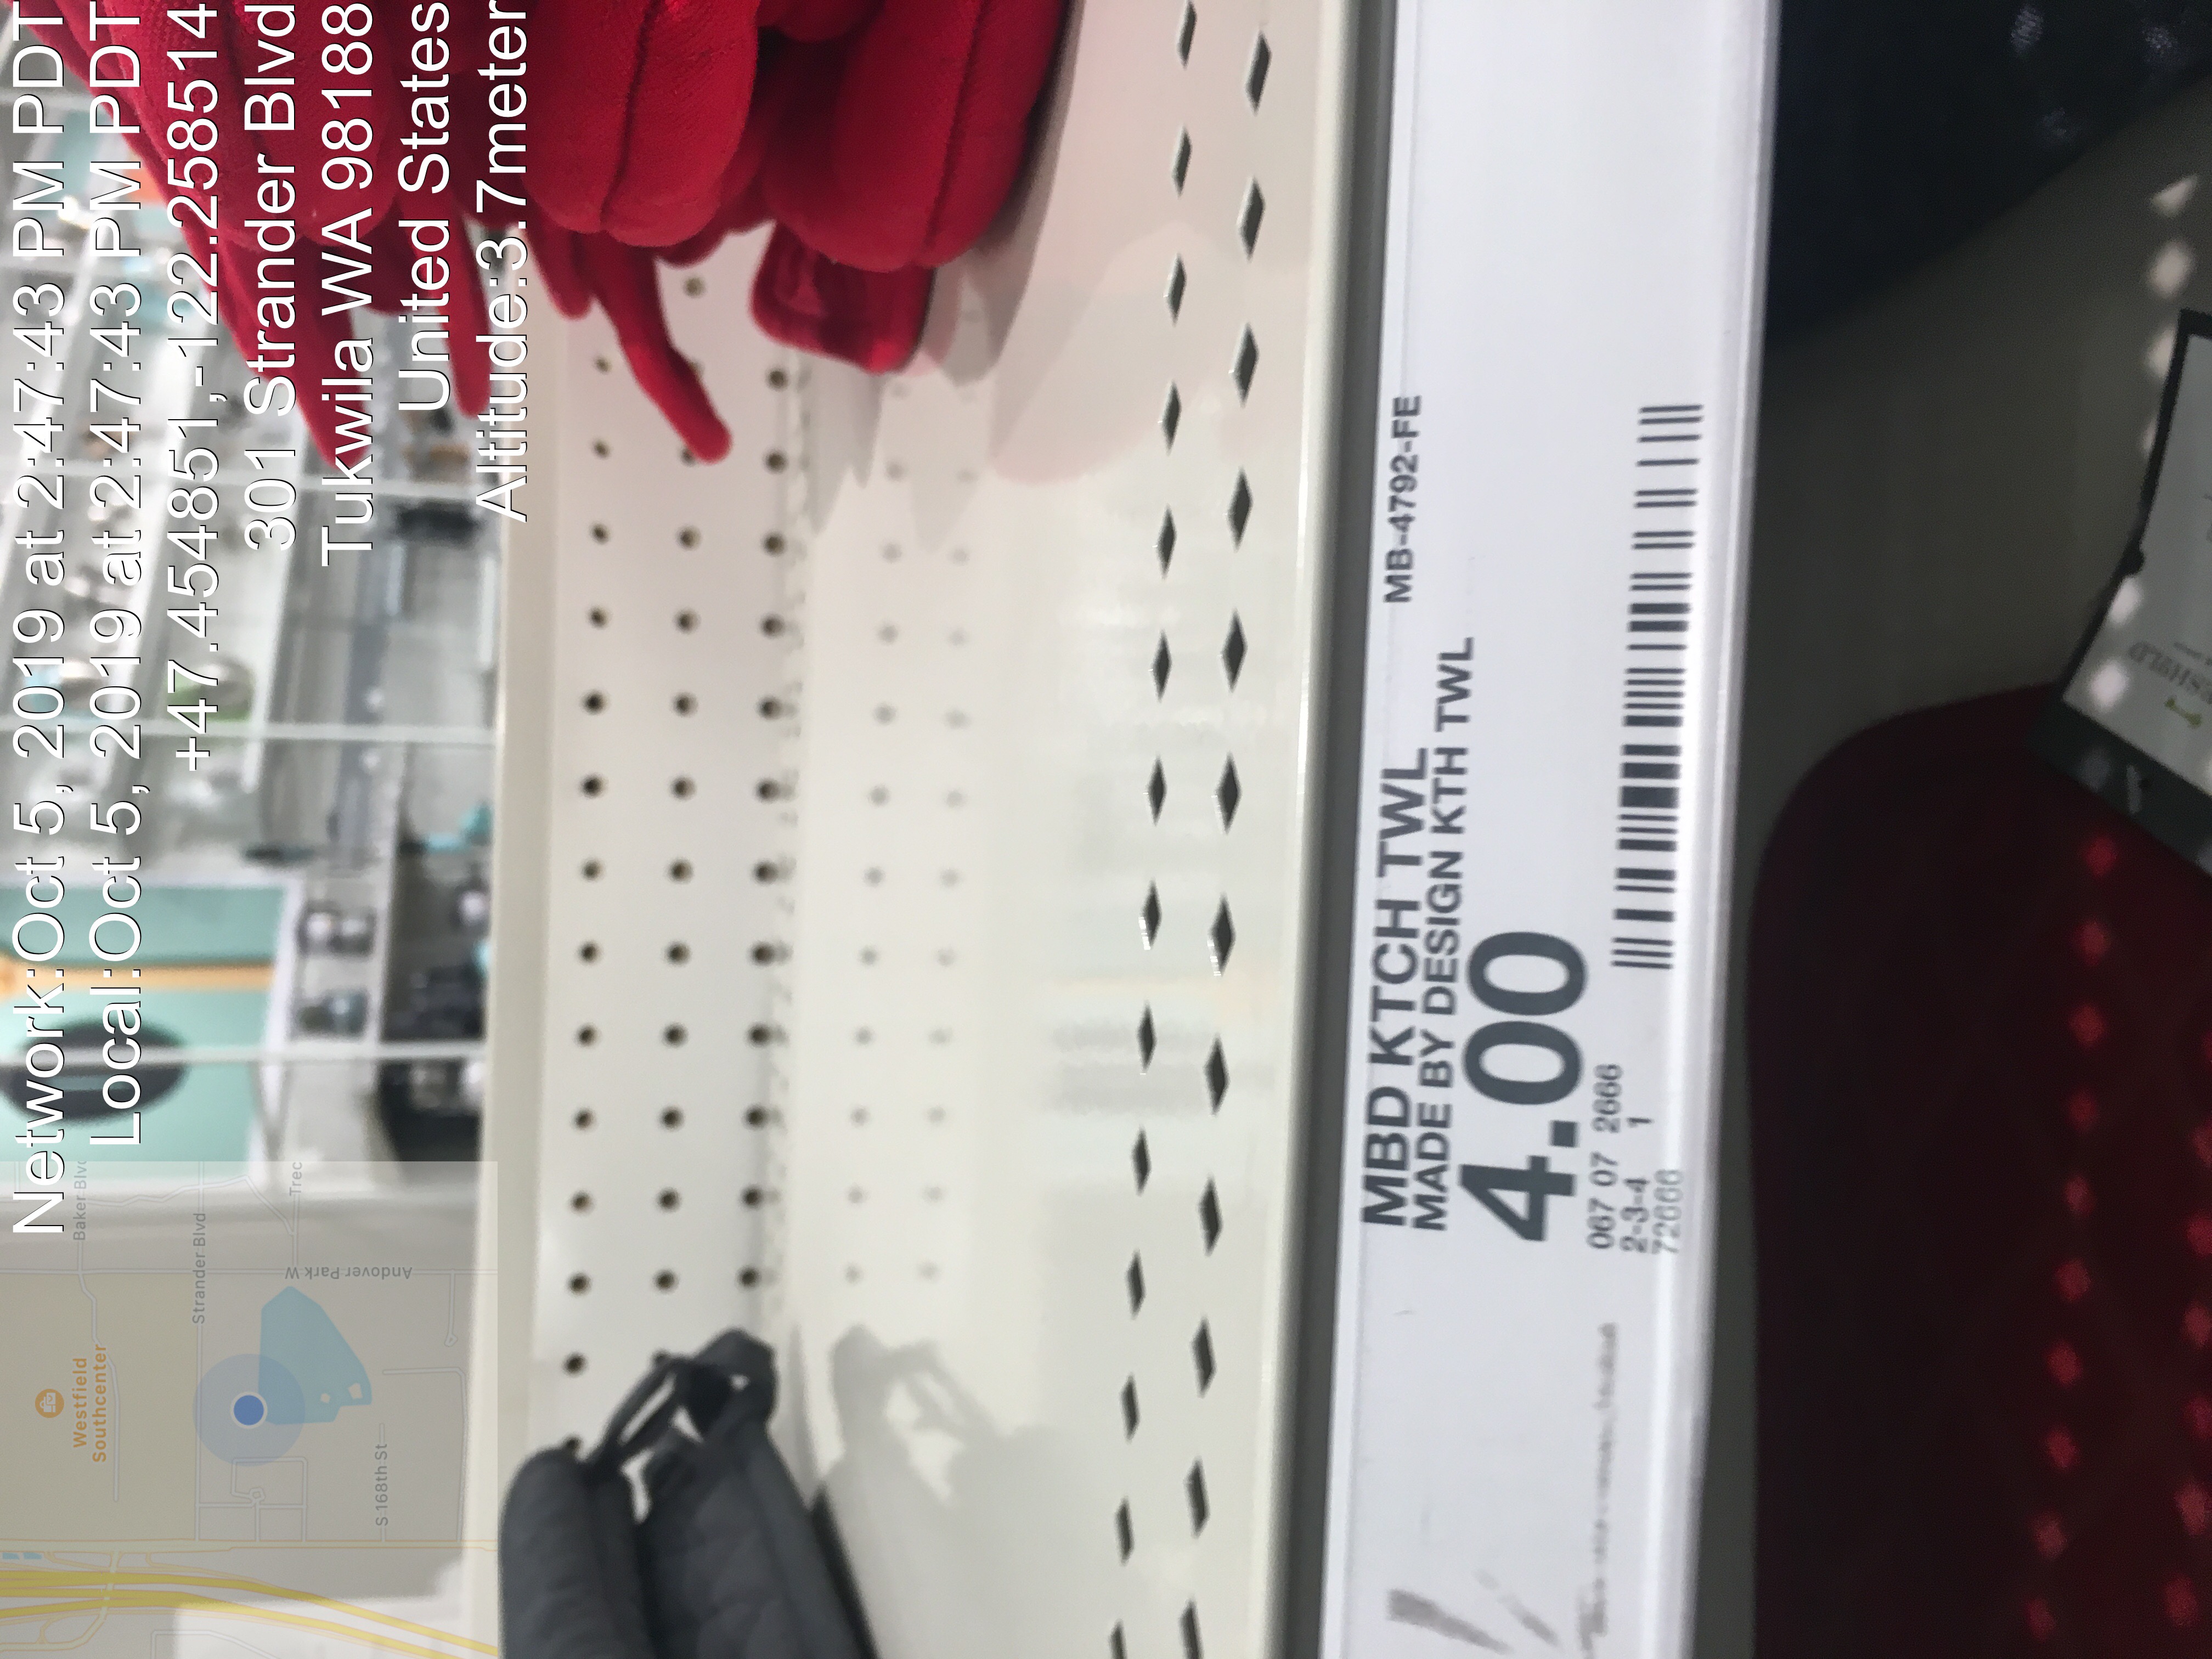 Network:Oct 5, 2019 at 2:47:43 PM PDT
Local:Oct 5, 2019 at 2:47:43 PM PDT
+47.454851,-122.258514
301 Strander Blvd
Tukwila WA 98188
United States
Altitude:3.7meter
Westfield
Southcenter
Baker Blvd
Strander Blvd
Trec
Andover Park W
S 168th St
MBD KTCH TWL
MB-4792-FE
MADE BY DESIGN KTH TWL
4.00
067 07 2666
2-3-4 1
72666